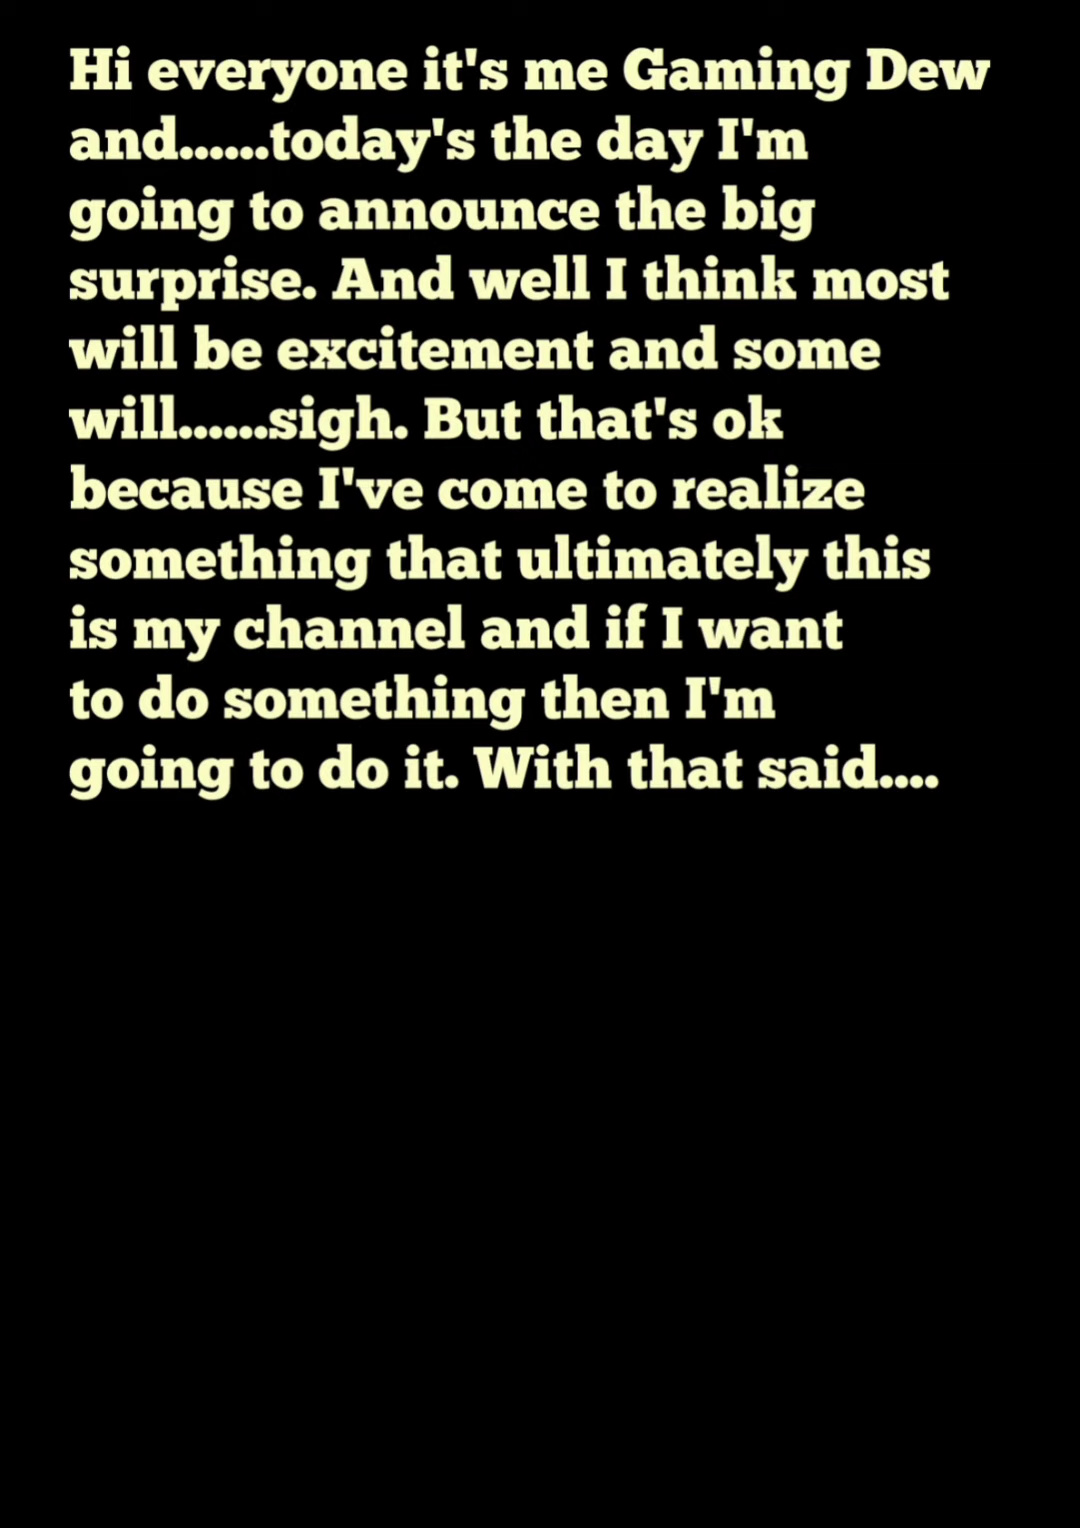 Hi everyone it's me Gaming Dew
and......today's the day I'm
going to announce the big
surprise. And well I think most
will be excitement and some
will......sigh. But that's ok
because I've come to realize
something that ultimately this
is my channel and if I want
to do something then I'm
going to do it. With that said....